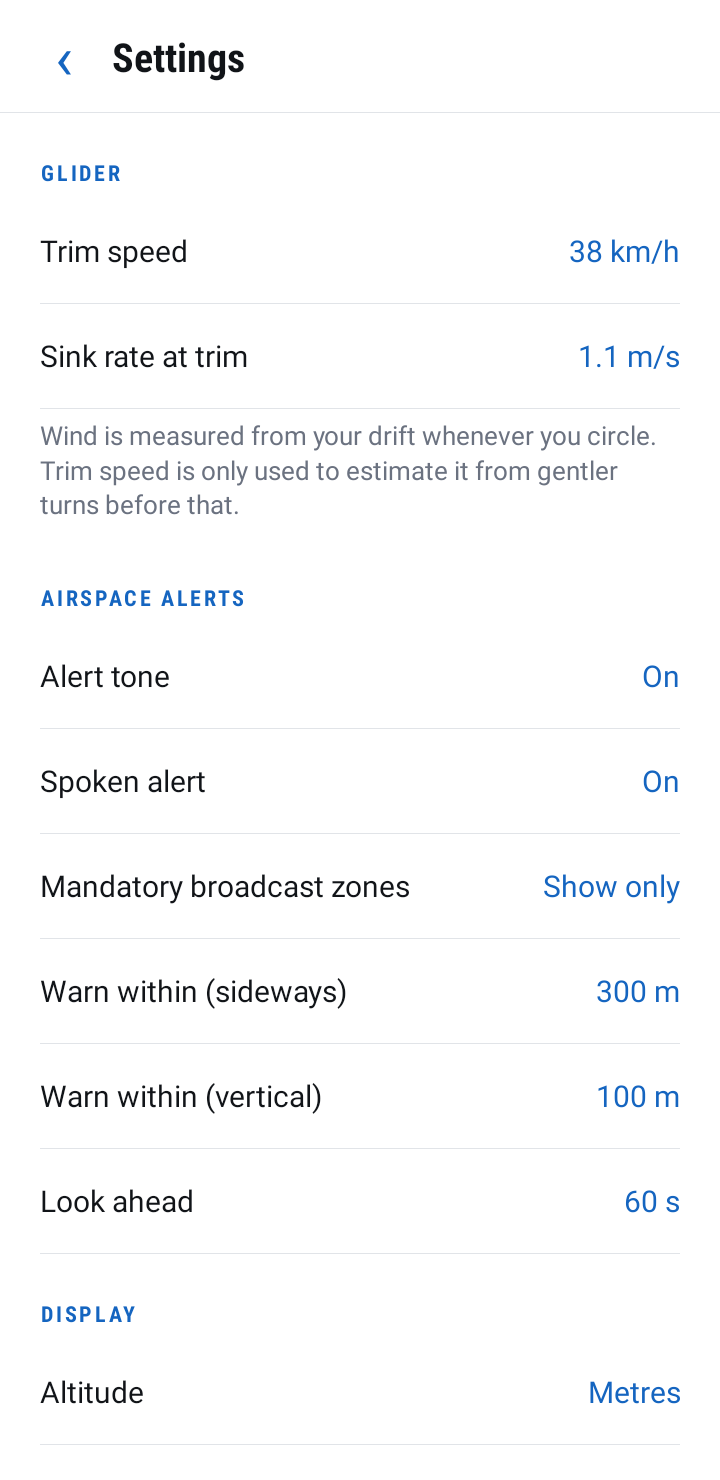 ‹ Settings
GLIDER
Trim speed 38 km/h
Sink rate at trim 1.1 m/s
Wind is measured from your drift whenever you circle.
Trim speed is only used to estimate it from gentler
turns before that.
AIRSPACE ALERTS
Alert tone On
Spoken alert On
Mandatory broadcast zones Show only
Warn within (sideways) 300 m
Warn within (vertical) 100 m
Look ahead 60 s
DISPLAY
Altitude Metres